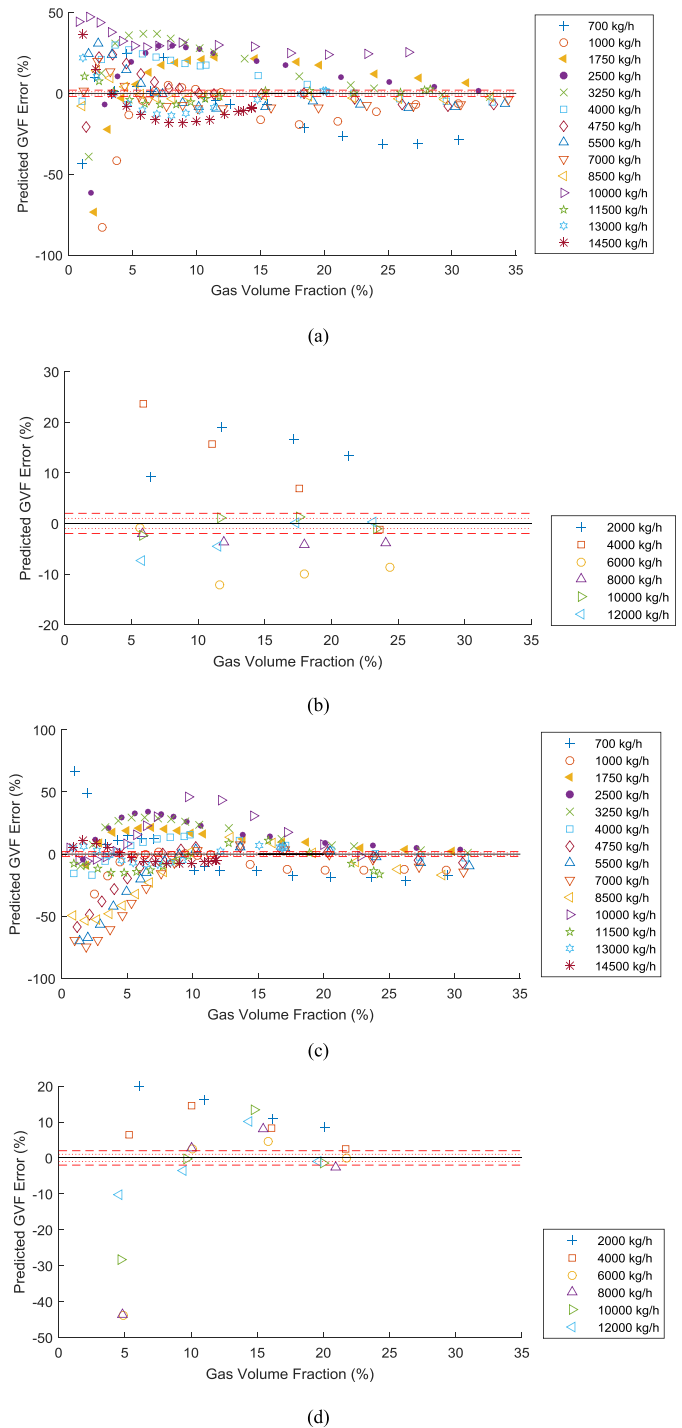 50
0
-50
-100
Predicted GVF Error (%)
0 5 10 15 20 25 30 35
Gas Volume Fraction (%)
700 kg/h
1000 kg/h
1750 kg/h
2500 kg/h
3250 kg/h
4000 kg/h
4750 kg/h
5500 kg/h
7000 kg/h
8500 kg/h
10000 kg/h
11500 kg/h
13000 kg/h
14500 kg/h
(a)
30
20
10
0
-10
-20
Predicted GVF Error (%)
0 5 10 15 20 25 30 35
Gas Volume Fraction (%)
2000 kg/h
4000 kg/h
6000 kg/h
8000 kg/h
10000 kg/h
12000 kg/h
(b)
100
50
0
-50
-100
Predicted GVF Error (%)
0 5 10 15 20 25 30 35
Gas Volume Fraction (%)
700 kg/h
1000 kg/h
1750 kg/h
2500 kg/h
3250 kg/h
4000 kg/h
4750 kg/h
5500 kg/h
7000 kg/h
8500 kg/h
10000 kg/h
11500 kg/h
13000 kg/h
14500 kg/h
(c)
20
10
0
-10
-20
-30
-40
-50
Predicted GVF Error (%)
0 5 10 15 20 25 30 35
Gas Volume Fraction (%)
2000 kg/h
4000 kg/h
6000 kg/h
8000 kg/h
10000 kg/h
12000 kg/h
(d)